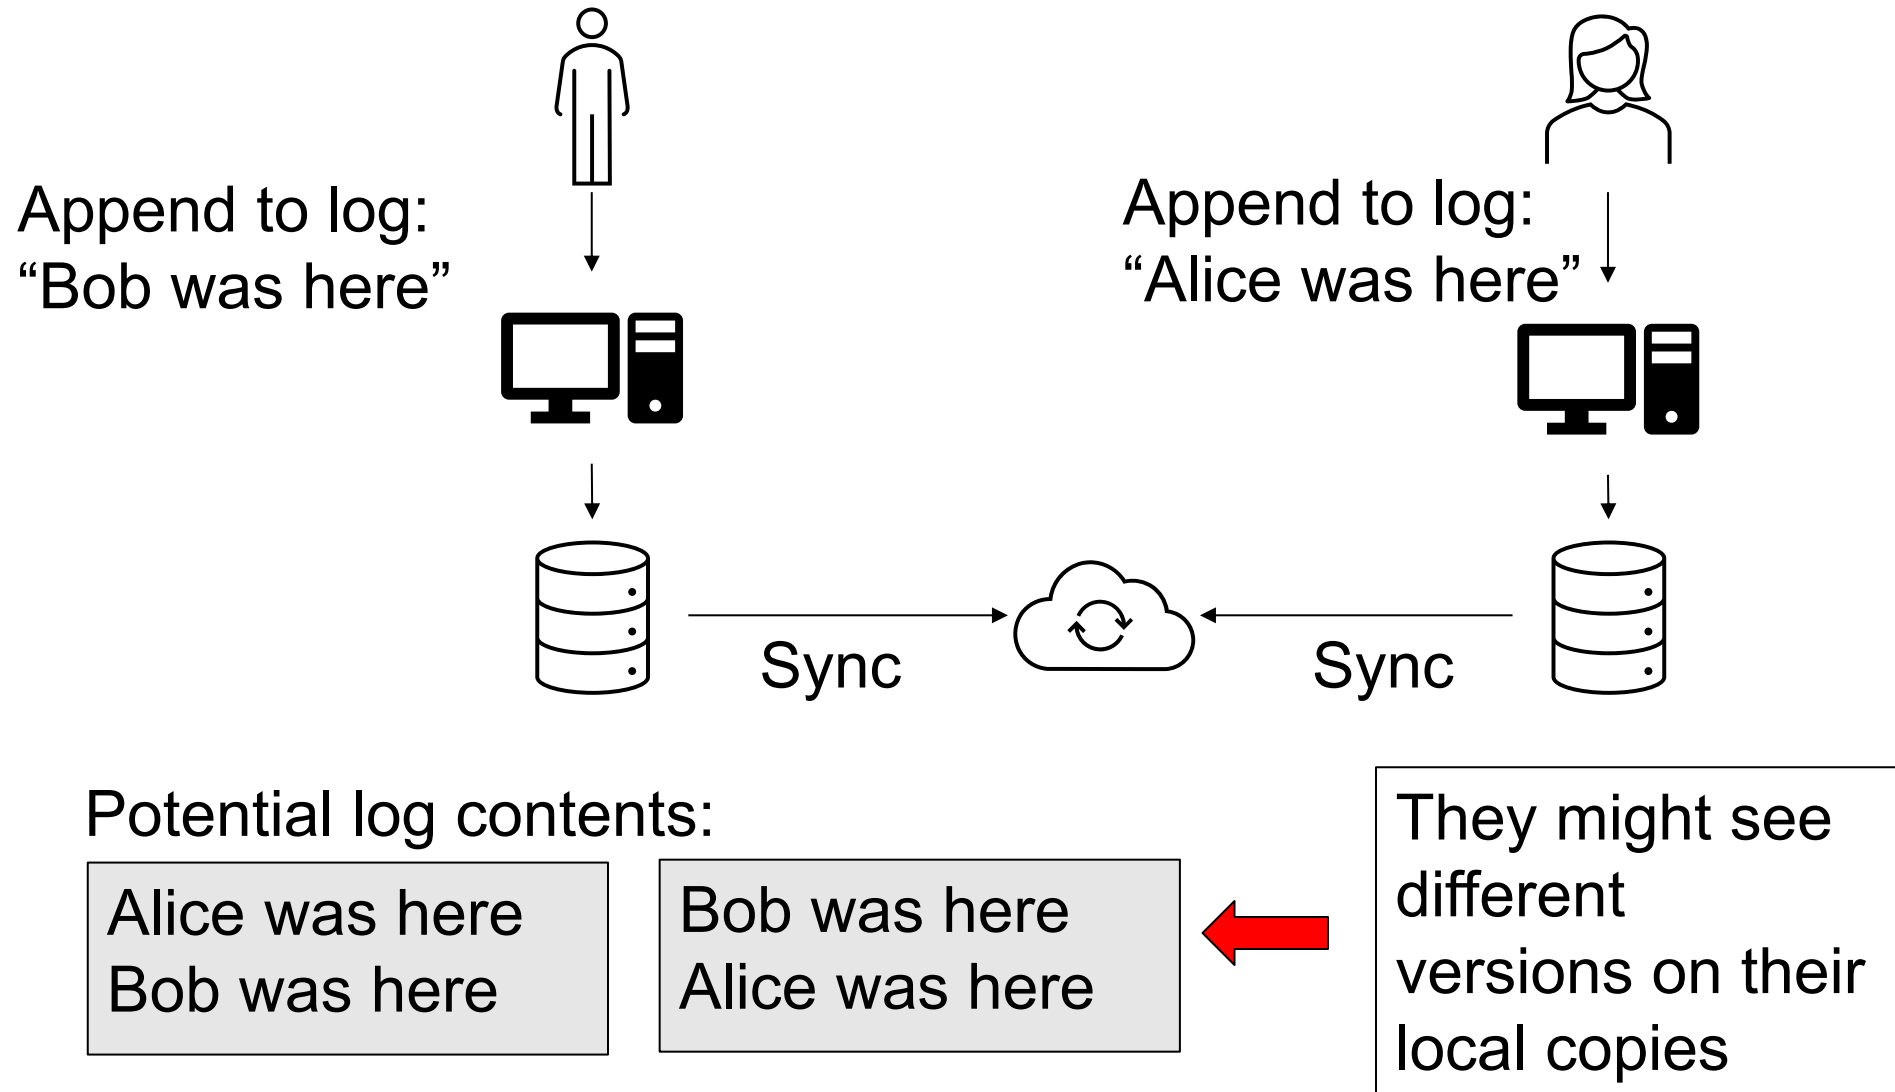 Append to log:
“Bob was here”
Append to log:
“Alice was here”
Sync
Sync
Potential log contents:
Alice was here
Bob was here
Bob was here
Alice was here
They might see
different
versions on their
local copies